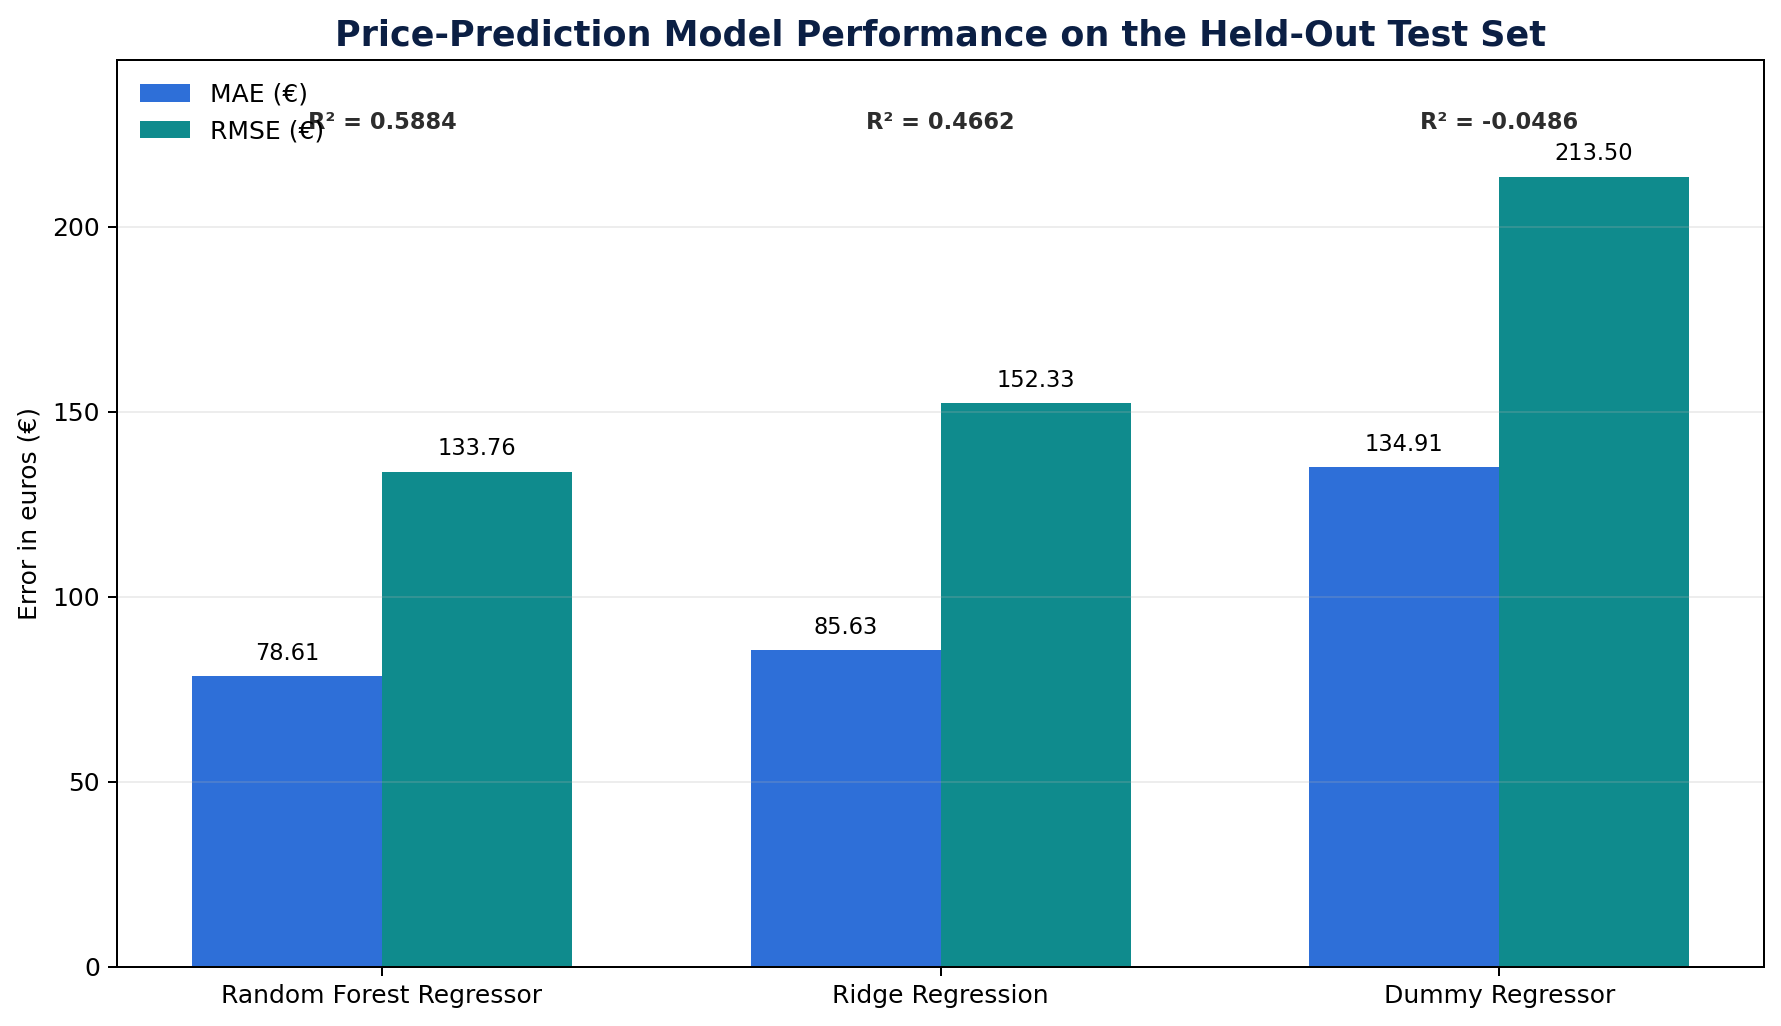 Price-Prediction Model Performance on the Held-Out Test Set
MAE (€)
RMSE (€)
R² = 0.5884
R² = 0.4662
R² = -0.0486
213.50
200
152.33
150
133.76
134.91
Error in euros (€)
100
85.63
78.61
50
0
Random Forest Regressor
Ridge Regression
Dummy Regressor